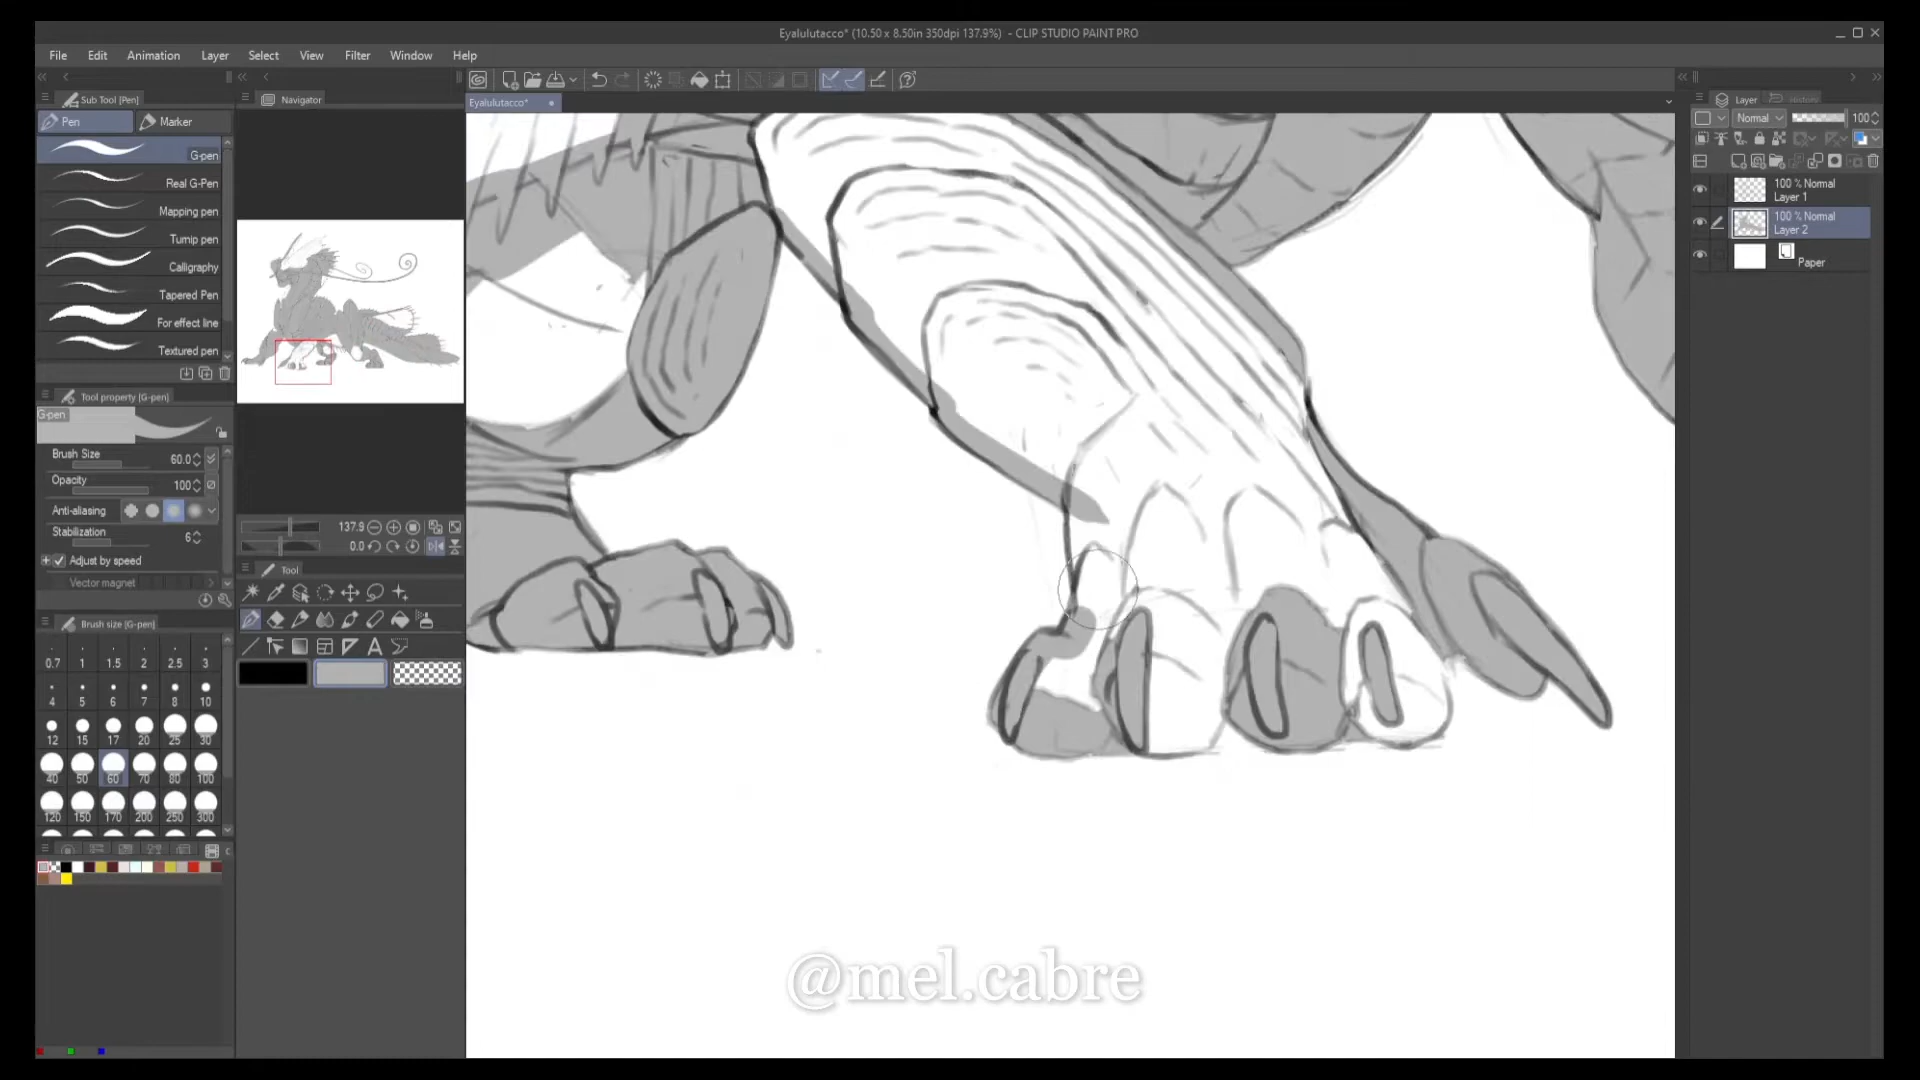 Eyalulutacco* (10.50 x 8.50in 350dpi 137.9%) - CLIP STUDIO PAINT PRO
File Edit Animation Layer Select View Filter Window Help
Sub Tool [Pen]
Navigator
Eyalulutacco*
Pen
Marker
G-pen
Real G-Pen
Mapping pen
Turnip pen
Calligraphy
Tapered Pen
For effect line
Textured pen
Tool property (G-pen)
G-pen
Brush Size 60.0
Opacity 100
Anti-aliasing
Stabilization 6
Adjust by speed
Vector magnet
Brush size [G-pen]
0.7 1 1.5 2 2.5 3
4 5 6 7 8 10
12 15 17 20 25 30
40 50 60 70 80 100
120 150 170 200 250 300
137.9
0.0
Tool
Layer History
Normal 100
100 % Normal
Layer 1
100 % Normal
Layer 2
Paper
@mel.cabre